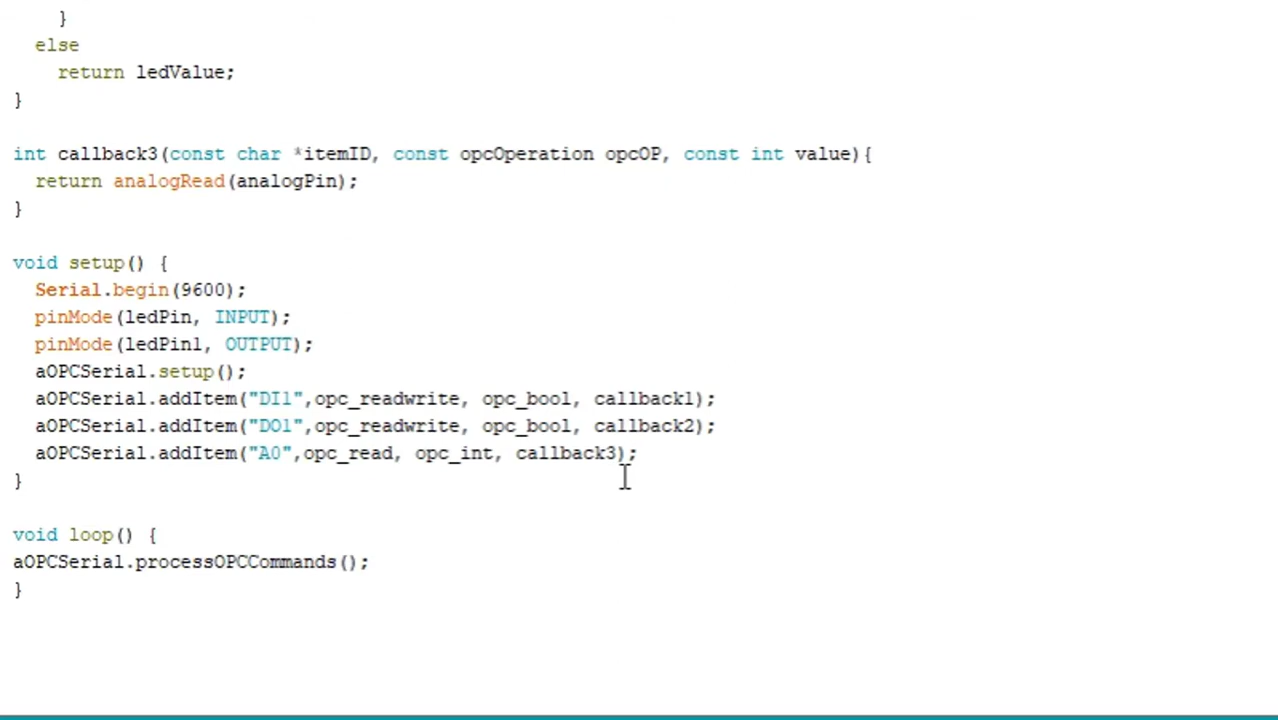 }
else
return ledValue;
}
int callback3(const char *itemID, const opcOperation opcOP, const int value){
return analogRead(analogPin);
}
void setup() {
Serial.begin(9600);
pinMode(ledPin, INPUT);
pinMode(ledPin1, OUTPUT);
aOPCSerial.setup();
aOPCSerial.addItem("DI1",opc_readwrite, opc_bool, callback1);
aOPCSerial.addItem("DO1",opc_readwrite, opc_bool, callback2);
aOPCSerial.addItem("A0",opc_read, opc_int, callback3);
}
void loop() {
aOPCSerial.processOPCCommands();
}